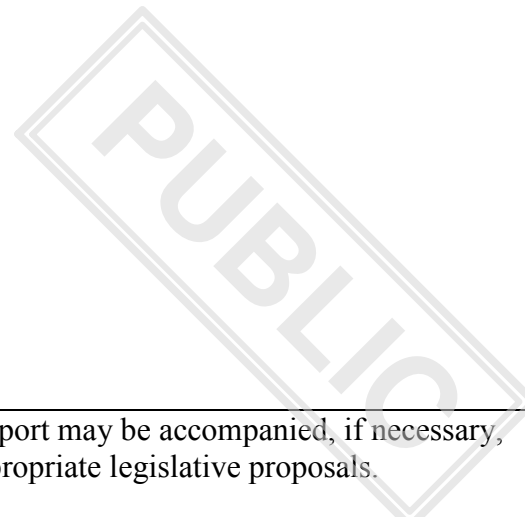 PUBLIC
port may be accompanied, if necessary,
propriate legislative proposals.